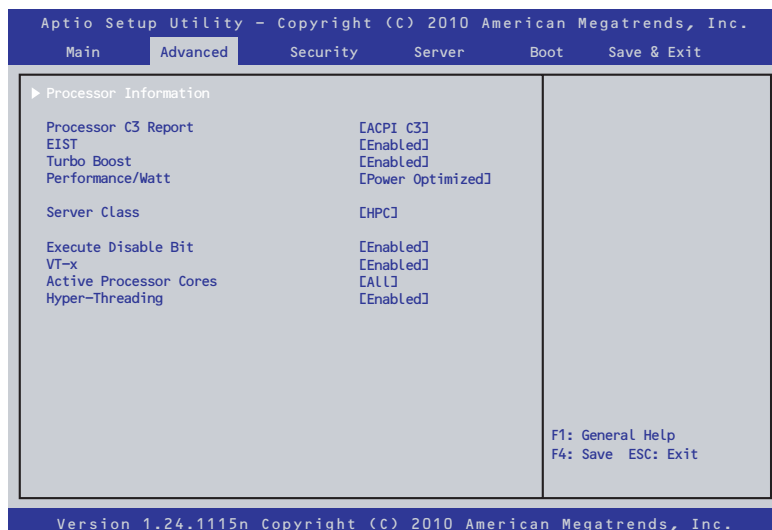 Aptio Setup Utility – Copyright (C) 2010 American Megatrends, Inc.
Main Advanced Security Server Boot Save & Exit
Processor Information
Processor C3 Report [ACPI C3]
EIST [Enabled]
Turbo Boost [Enabled]
Performance/Watt [Power Optimized]
Server Class [HPC]
Execute Disable Bit [Enabled]
VT-x [Enabled]
Active Processor Cores [All]
Hyper-Threading [Enabled]
F1: General Help
F4: Save ESC: Exit
Version 1.24.1115n Copyright (C) 2010 American Megatrends, Inc.